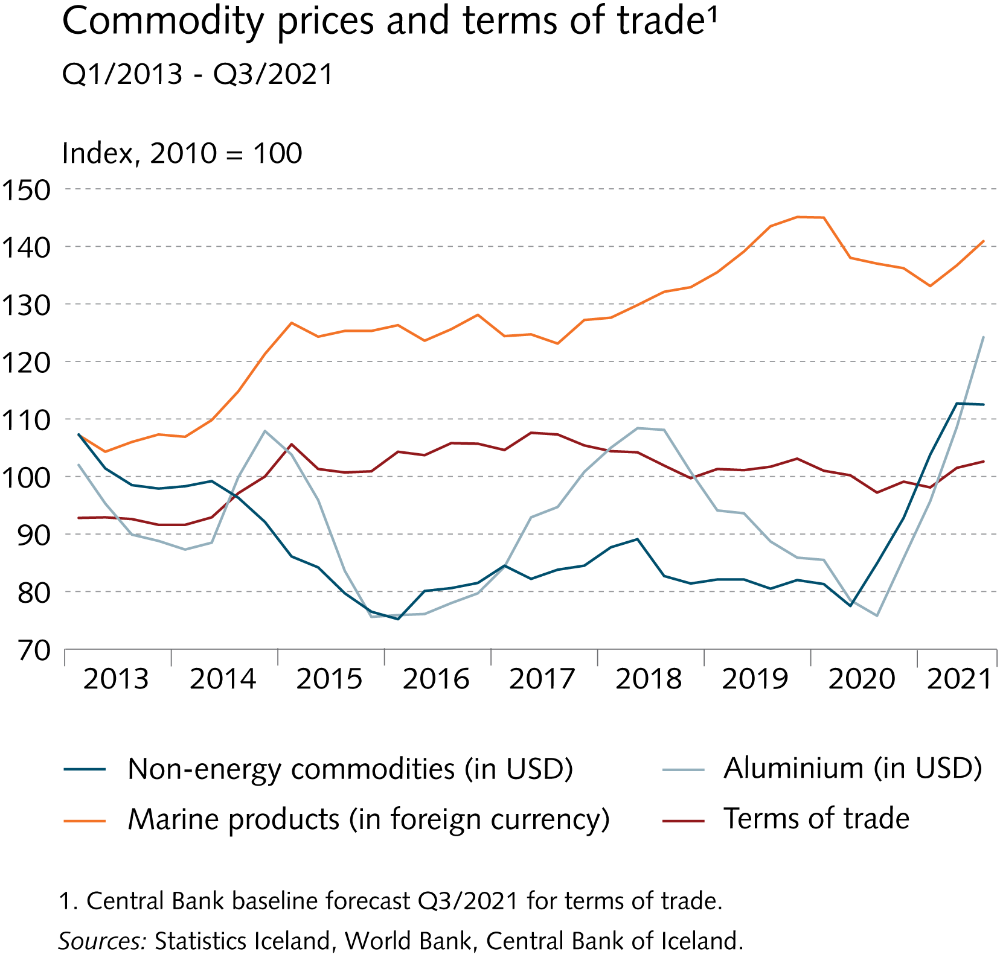 Commodity prices and terms of trade¹
Q1/2013 - Q3/2021
Index, 2010 = 100
150
140
130
120
110
100
90
80
70
2013 2014 2015 2016 2017 2018 2019 2020 2021
Non-energy commodities (in USD) Aluminium (in USD)
Marine products (in foreign currency) Terms of trade
1. Central Bank baseline forecast Q3/2021 for terms of trade.
Sources: Statistics Iceland, World Bank, Central Bank of Iceland.